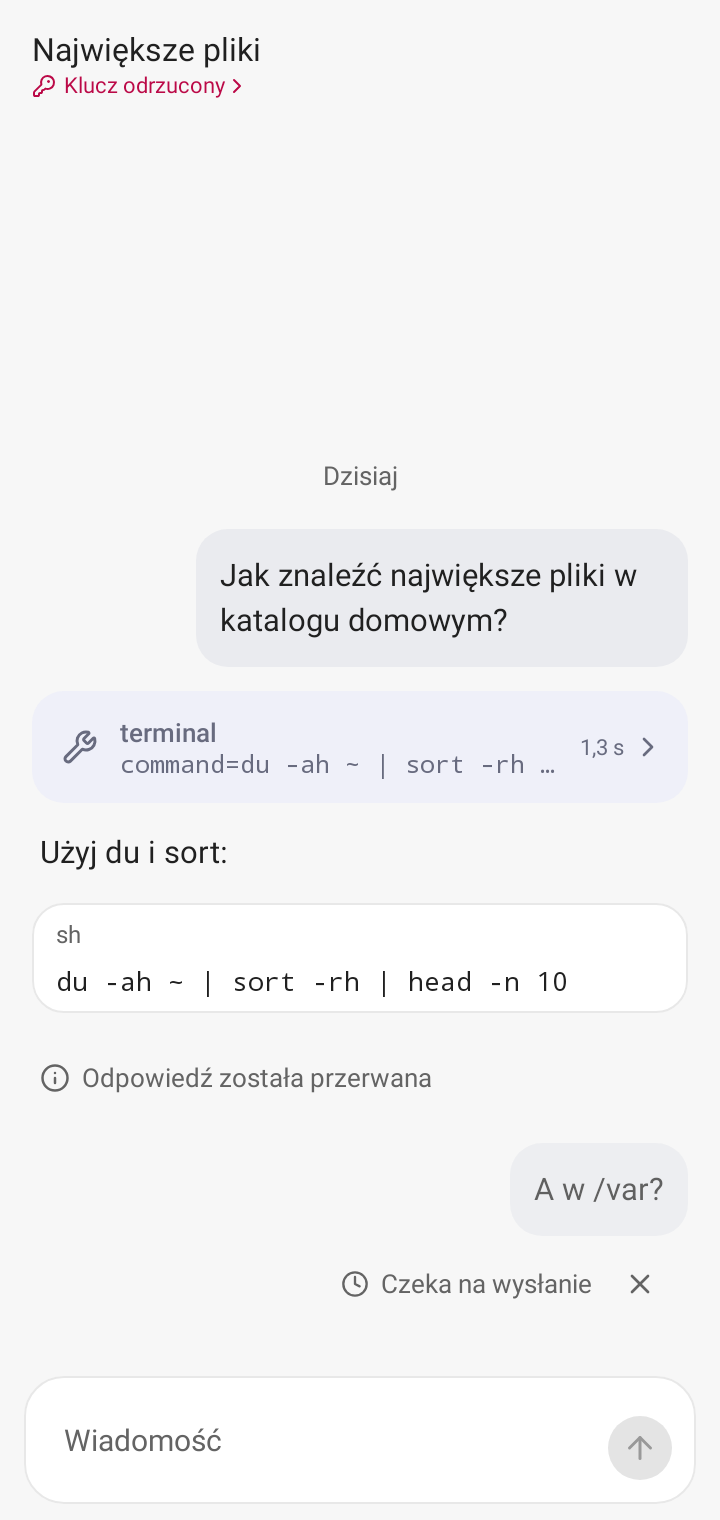 Największe pliki
Klucz odrzucony
Dzisiaj
Jak znaleźć największe pliki w
katalogu domowym?
terminal
command=du -ah ~ | sort -rh …
1,3 s
Użyj du i sort:
sh
du -ah ~ | sort -rh | head -n 10
Odpowiedź została przerwana
A w /var?
Czeka na wysłanie
Wiadomość